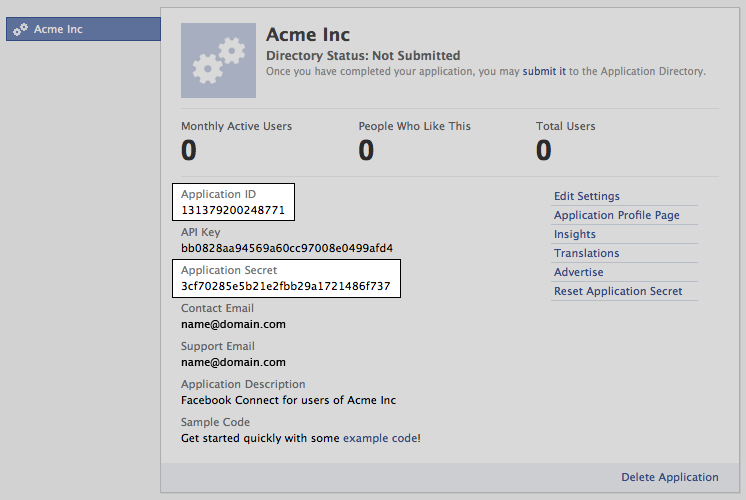 Acme Inc
Acme Inc
Directory Status: Not Submitted
Once you have completed your application, you may submit it to the Application Directory.
Monthly Active Users People Who Like This Total Users
0 0 0
Application ID
131379200248771
API Key
bb0828aa94569a60cc97008e0499afd4
Application Secret
3cf70285e5b21e2fbb29a1721486f737
Contact Email
name@domain.com
Support Email
name@domain.com
Application Description
Facebook Connect for users of Acme Inc
Sample Code
Get started quickly with some example code!
Edit Settings
Application Profile Page
Insights
Translations
Advertise
Reset Application Secret
Delete Application